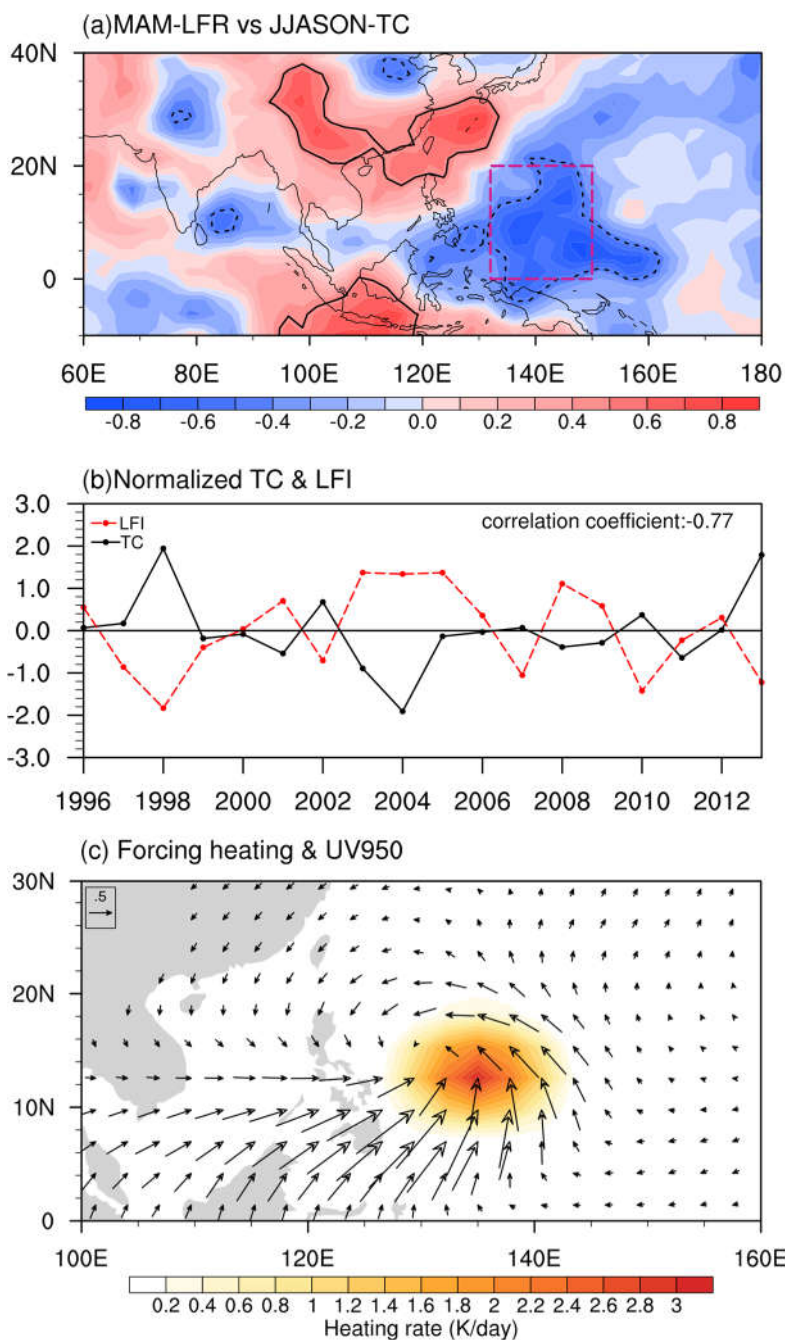 (a)MAM-LFR vs JJASON-TC
40N
20N
0
60E 80E 100E 120E 140E 160E 180
-0.8 -0.6 -0.4 -0.2 0.0 0.2 0.4 0.6 0.8
(b)Normalized TC & LFI
3.0
LFI
TC
correlation coefficient:-0.77
2.0
1.0
0.0
-1.0
-2.0
-3.0
1996 1998 2000 2002 2004 2006 2008 2010 2012
(c) Forcing heating & UV950
30N
.5
20N
10N
0
100E 120E 140E 160E
0.2 0.4 0.6 0.8 1 1.2 1.4 1.6 1.8 2 2.2 2.4 2.6 2.8 3
Heating rate (K/day)